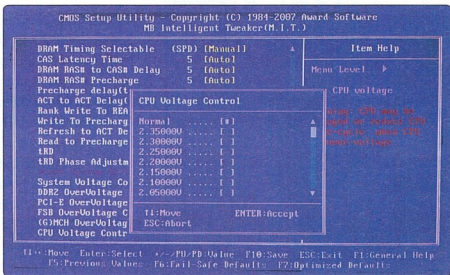 CMOS Setup Utility - Copyright (C) 1984-2007 Award Software
MB Intelligent Tweaker(M.I.T.)
DRAM Timing Selectable (SPD) [Manual]
CAS Latency Time 5 [Auto]
DRAM RAS# to CAS# Delay 5 [Auto]
DRAM RAS# Precharge 5 [Auto]
Precharge delay(t
ACT to ACT Delay(
Rank Write To REA
Write To Precharg
Refresh to ACT De
Read to Precharge
tRD
tRD Phase Adjustm
System Voltage Co
DDR2 OverVoltage
PCI-E OverVoltage
FSB OverVoltage C
(G)MCH OverVoltag
CPU Voltage Contr
CPU Voltage Control
Normal ..... [■]
2.35000V ..... [ ]
2.30000V ..... [ ]
2.25000V ..... [ ]
2.20000V ..... [ ]
2.15000V ..... [ ]
2.10000V ..... [ ]
2.05000V ..... [ ]
↑↓:Move ENTER:Accept
ESC:Abort
Item Help
Menu Level ▶
CPU voltage
↑↓→←:Move Enter:Select +/-/PU/PD:Value F10:Save ESC:Exit F1:General Help
F5:Previous Values F6:Fail-Safe Defaults F7:Optimized Defaults